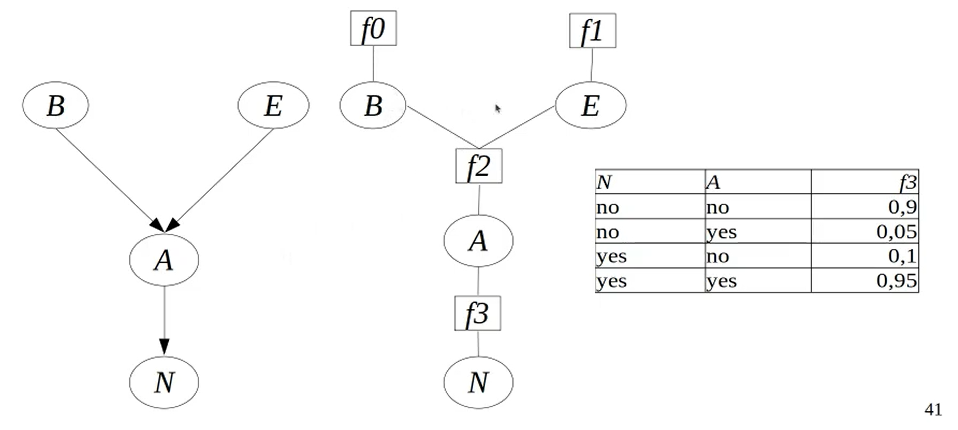 f0
f1
B
E
B
E
f2
A
A
f3
N
N
N A f3
no no 0,9
no yes 0,05
yes no 0,1
yes yes 0,95
41